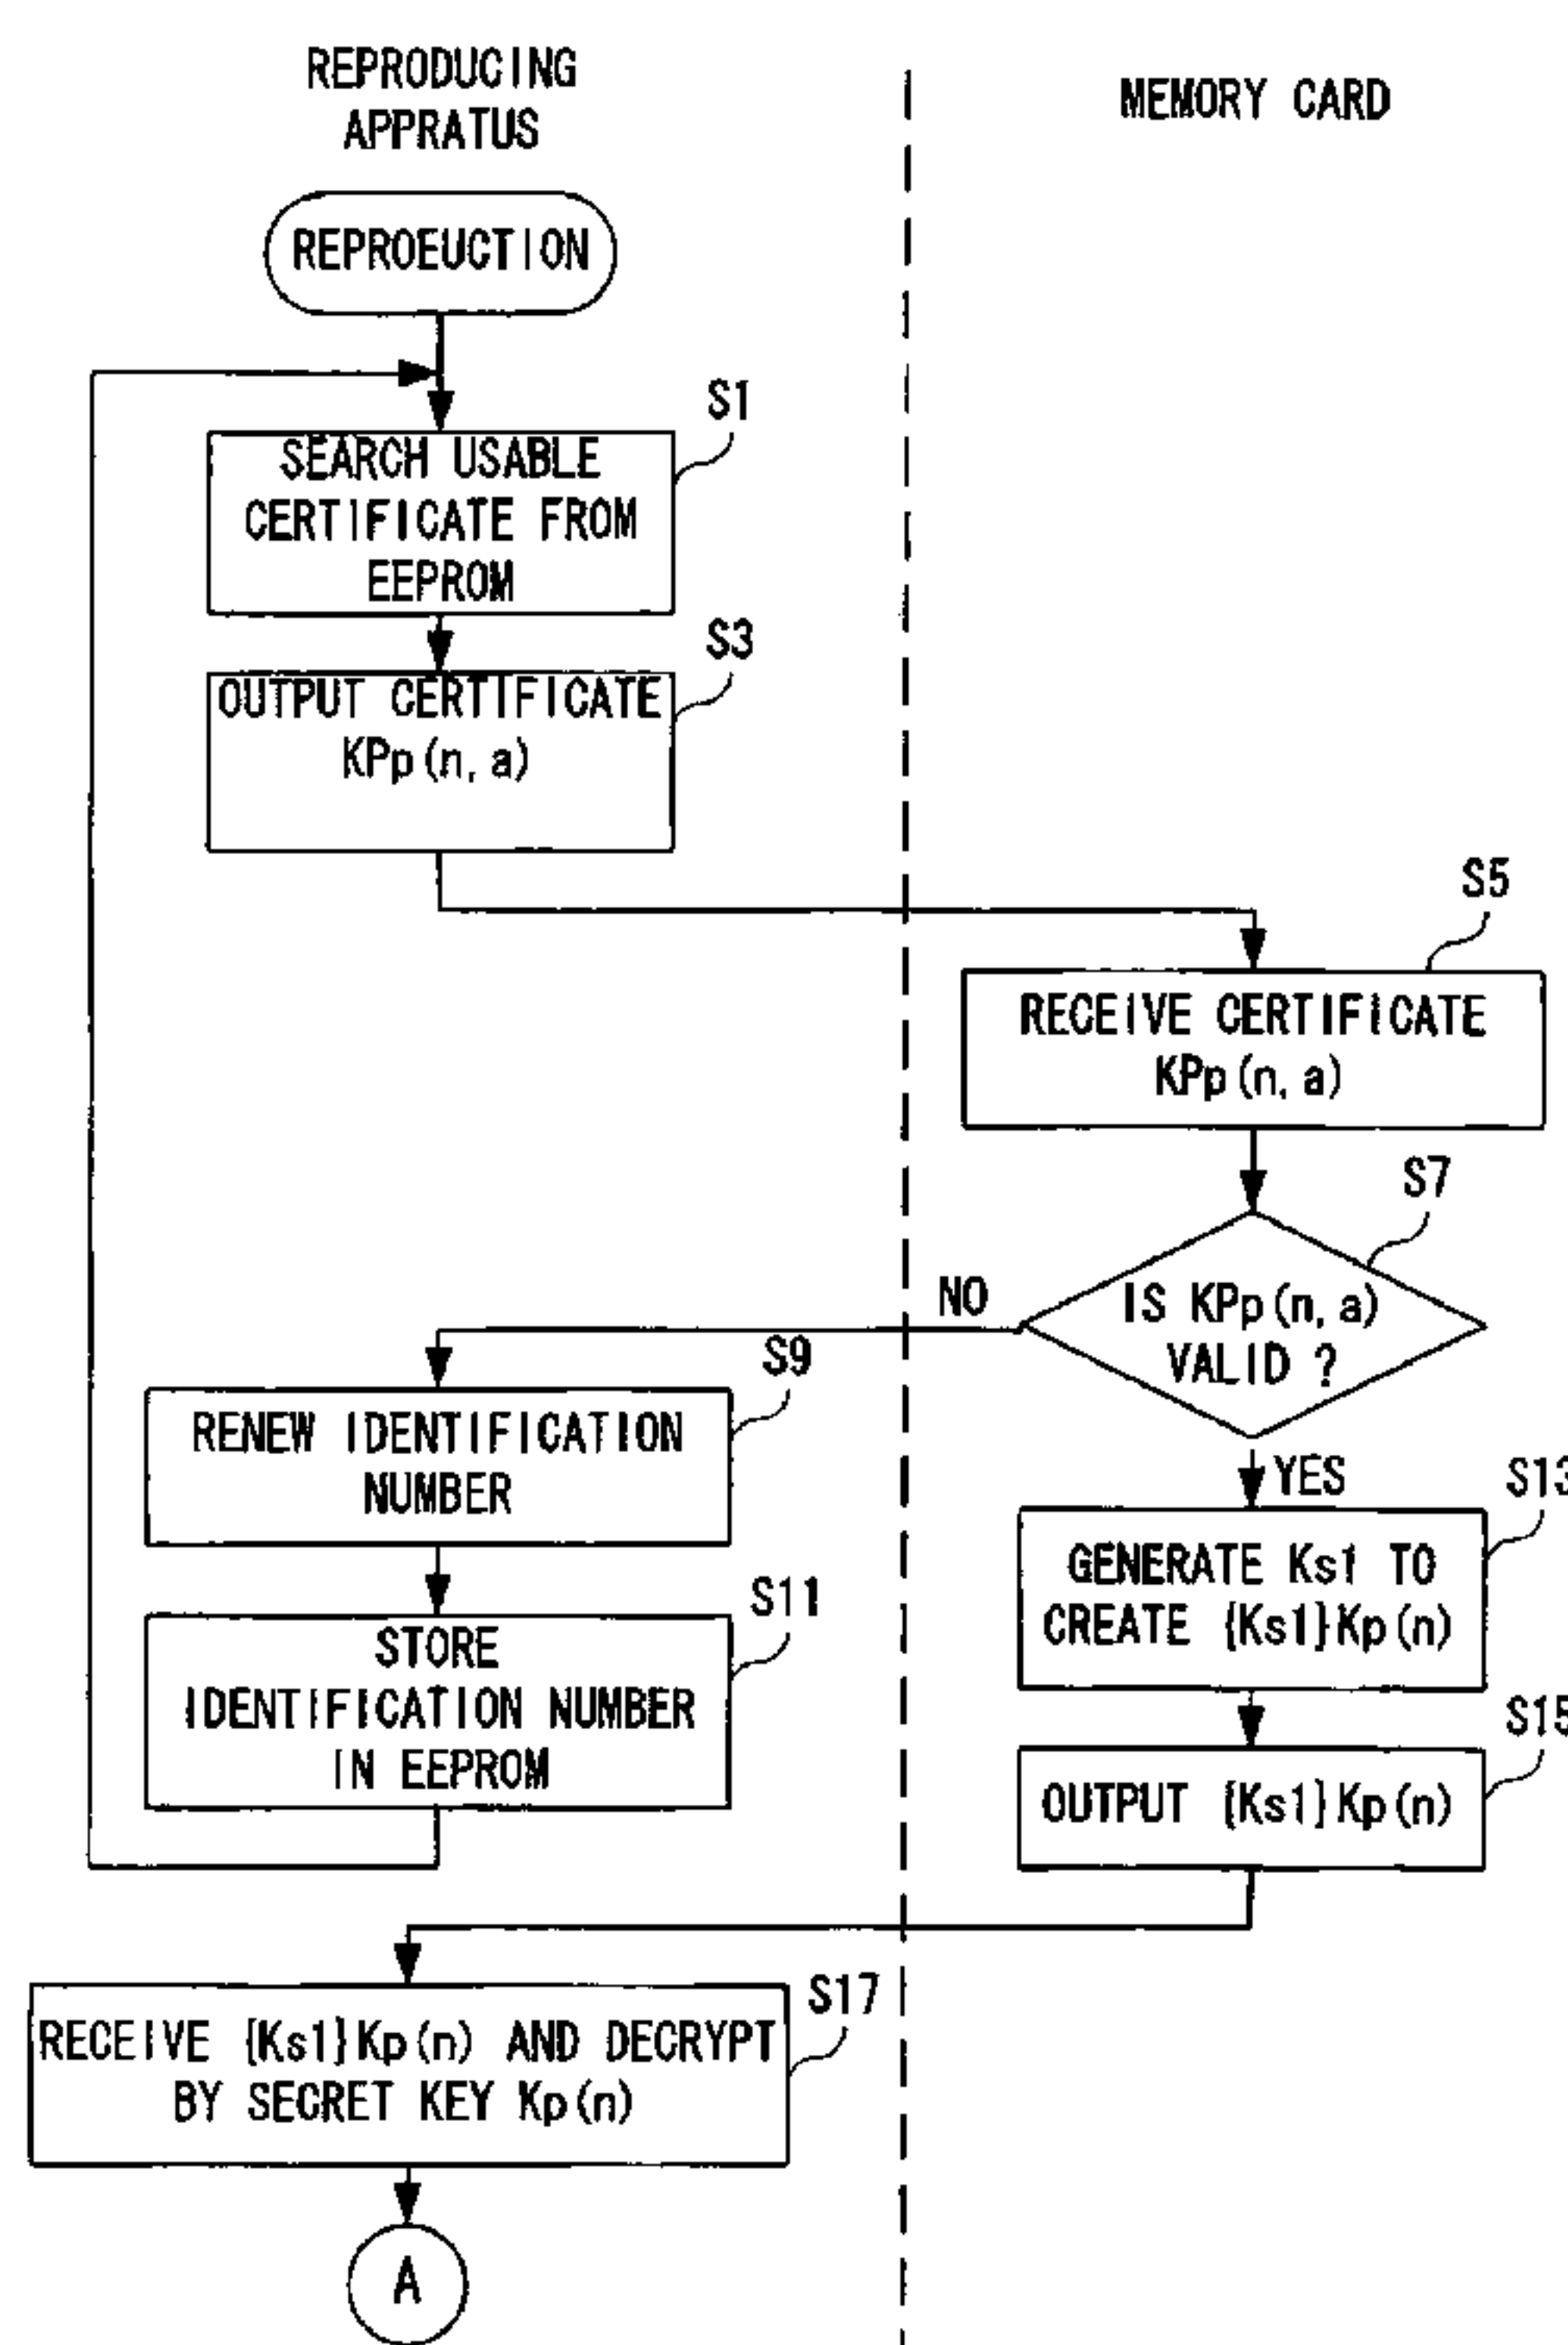 REPRODUCING
APPRATUS
MEMORY CARD
REPROEUCTION
S1
SEARCH USABLE
CERTIFICATE FROM
EEPROM
S3
OUTPUT CERTIFICATE
KPp(n, a)
S5
RECEIVE CERTIFICATE
KPp(n, a)
S7
IS KPp(n, a)
VALID ?
NO
S9
RENEW IDENTIFICATION
NUMBER
YES
S13
GENERATE Ks1 TO
CREATE {Ks1}Kp(n)
S11
STORE
IDENTIFICATION NUMBER
IN EEPROM
S15
OUTPUT {Ks1}Kp(n)
S17
RECEIVE {Ks1}Kp(n) AND DECRYPT
BY SECRET KEY Kp(n)
A